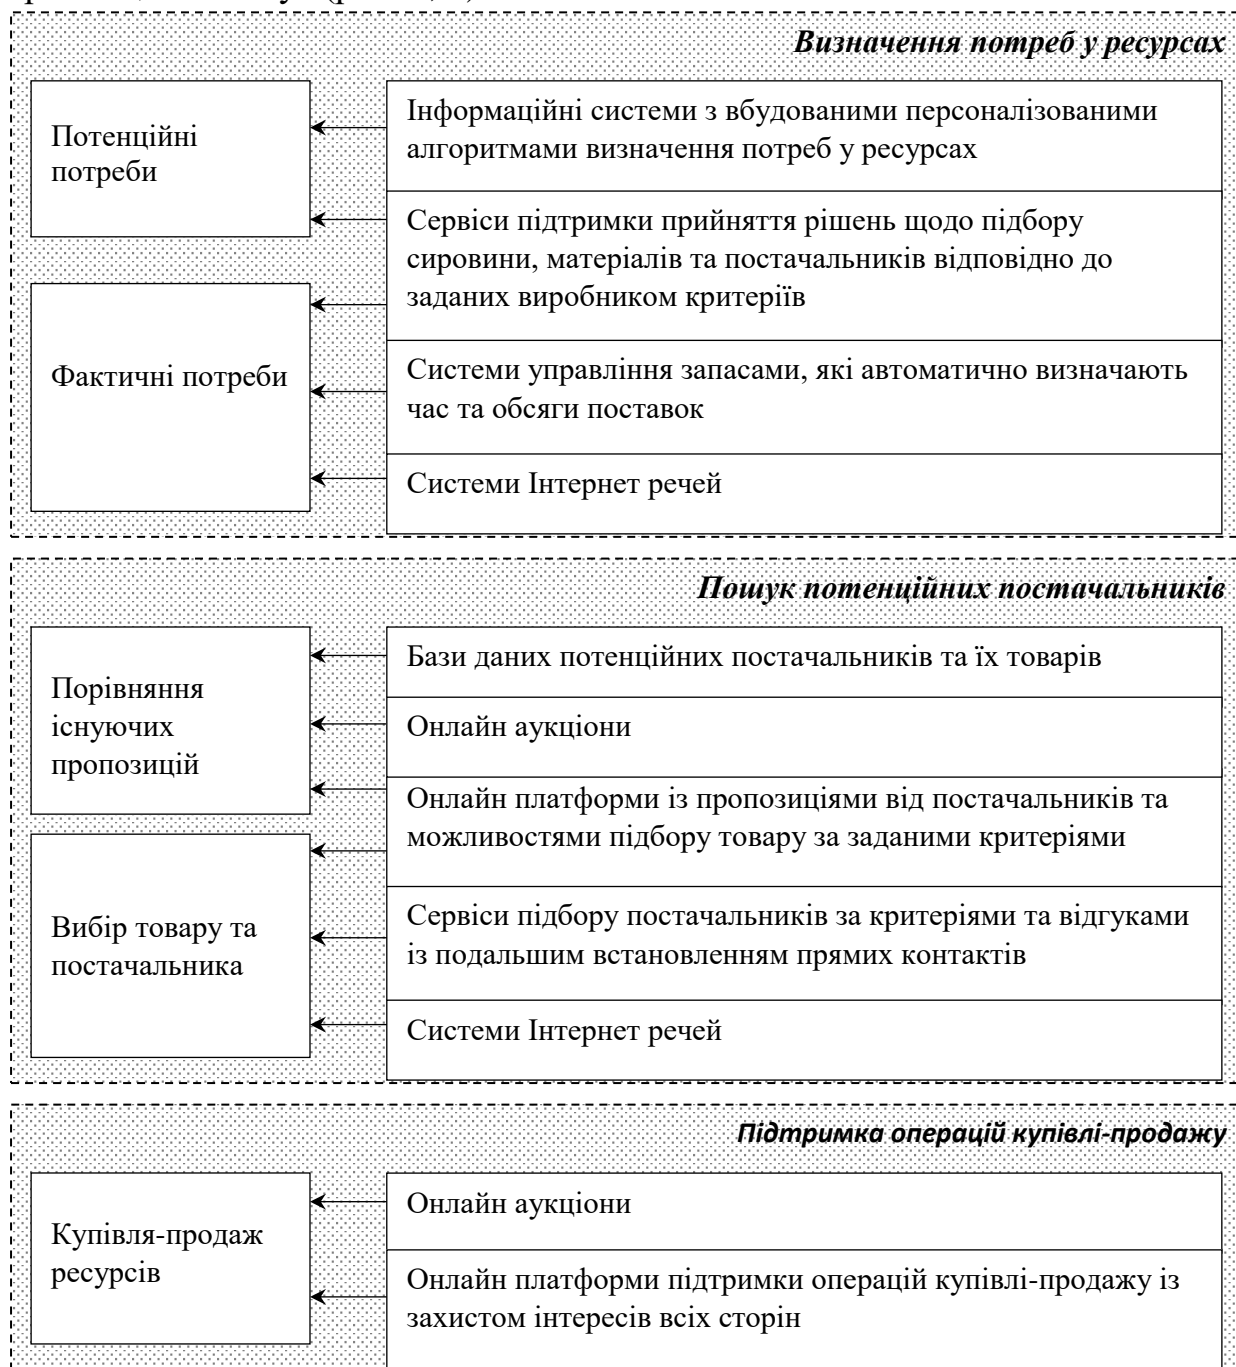 Визначення потреб у ресурсах
Потенційні
потреби
Інформаційні системи з вбудованими персоналізованими
алгоритмами визначення потреб у ресурсах
Сервіси підтримки прийняття рішень щодо підбору
сировини, матеріалів та постачальників відповідно до
заданих виробником критеріїв
Фактичні потреби
Системи управління запасами, які автоматично визначають
час та обсяги поставок
Системи Інтернет речей
Пошук потенційних постачальників
Порівняння
існуючих
пропозицій
Бази даних потенційних постачальників та їх товарів
Онлайн аукціони
Онлайн платформи із пропозиціями від постачальників та
можливостями підбору товару за заданими критеріями
Вибір товару та
постачальника
Сервіси підбору постачальників за критеріями та відгуками
із подальшим встановленням прямих контактів
Системи Інтернет речей
Підтримка операцій купівлі-продажу
Купівля-продаж
ресурсів
Онлайн аукціони
Онлайн платформи підтримки операцій купівлі-продажу із
захистом інтересів всіх сторін